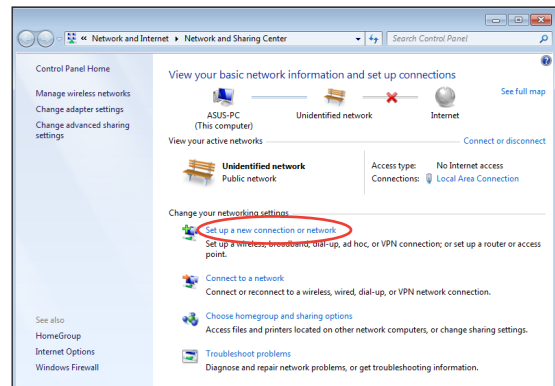 « Network and Internet ▸ Network and Sharing Center
Search Control Panel
Control Panel Home
Manage wireless networks
Change adapter settings
Change advanced sharing
settings
See also
HomeGroup
Internet Options
Windows Firewall
View your basic network information and set up connections
See full map
ASUS-PC
(This computer)
Unidentified network
Internet
View your active networks
Connect or disconnect
Unidentified network
Public network
Access type: No Internet access
Connections: Local Area Connection
Change your networking settings
Set up a new connection or network
Set up a wireless, broadband, dial-up, ad hoc, or VPN connection; or set up a router or access
point.
Connect to a network
Connect or reconnect to a wireless, wired, dial-up, or VPN network connection.
Choose homegroup and sharing options
Access files and printers located on other network computers, or change sharing settings.
Troubleshoot problems
Diagnose and repair network problems, or get troubleshooting information.